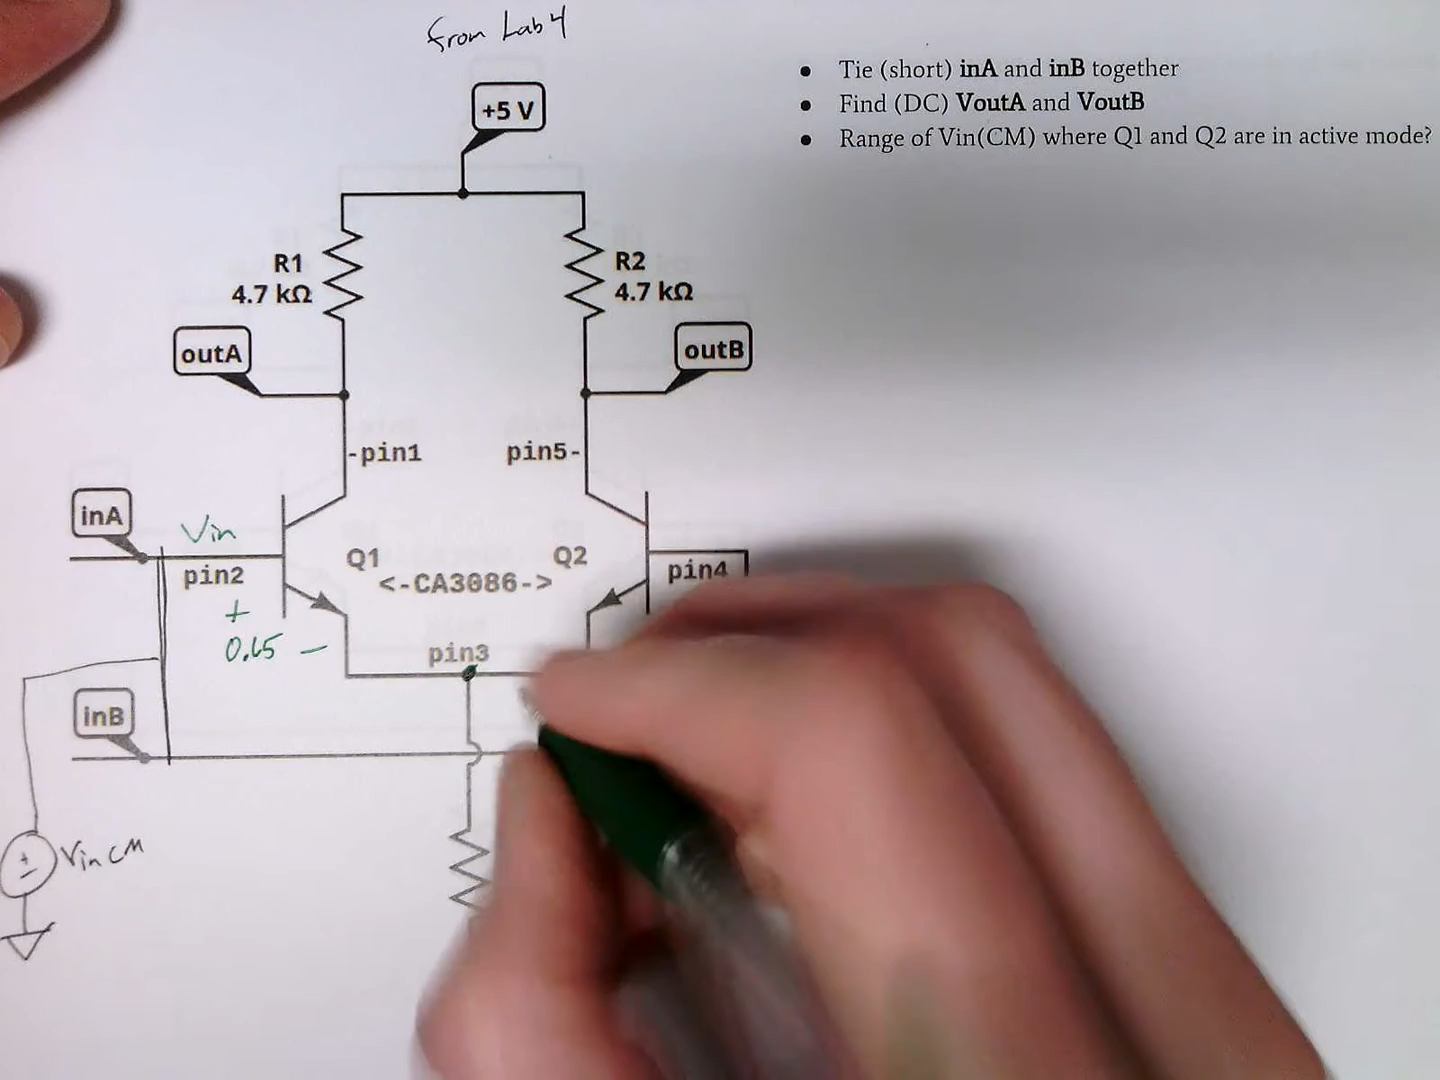 from Lab 4
• Tie (short) inA and inB together
• Find (DC) VoutA and VoutB
• Range of Vin(CM) where Q1 and Q2 are in active mode?
+5 V
R1
4.7 kΩ
R2
4.7 kΩ
outA
outB
-pin1
pin5-
inA
Vin
pin2
Q1
Q2
<-CA3086->
pin4
+
0.65 –
pin3
inB
Vin CM